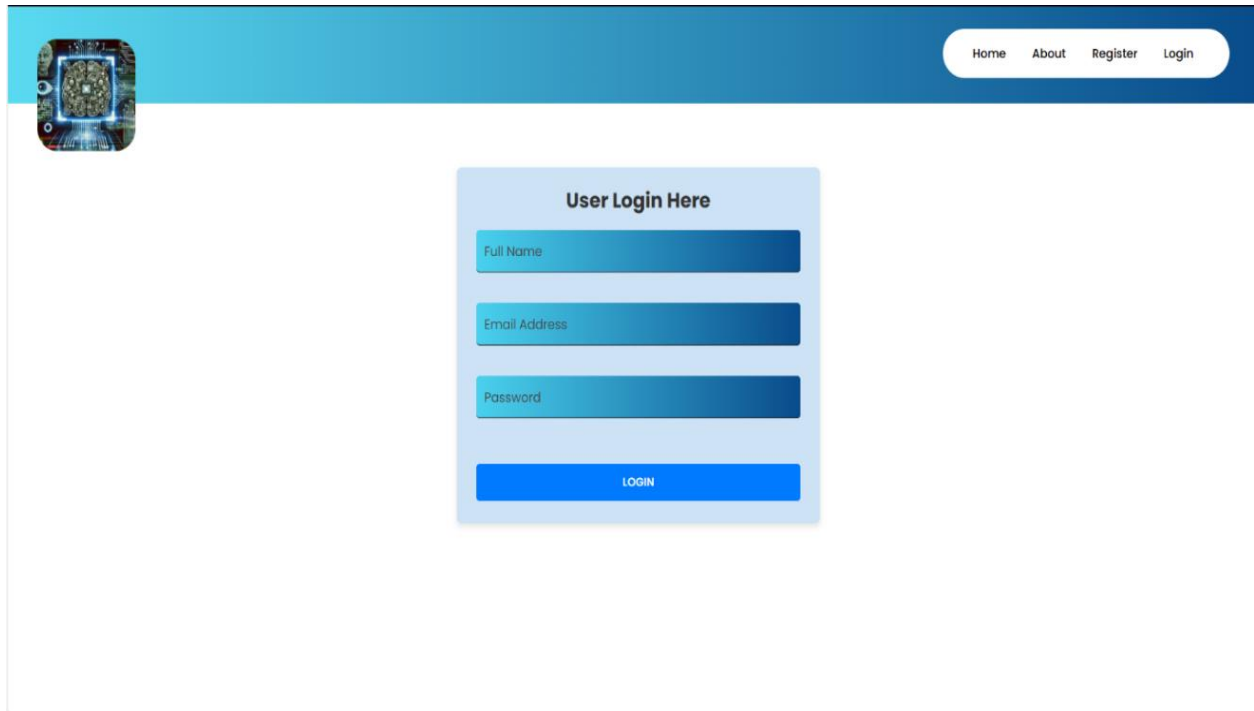 Home About Register Login
User Login Here
Full Name
Email Address
Password
LOGIN